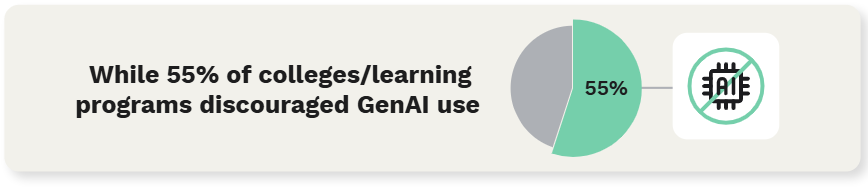 While 55% of colleges/learning
programs discouraged GenAI use
55%
AI